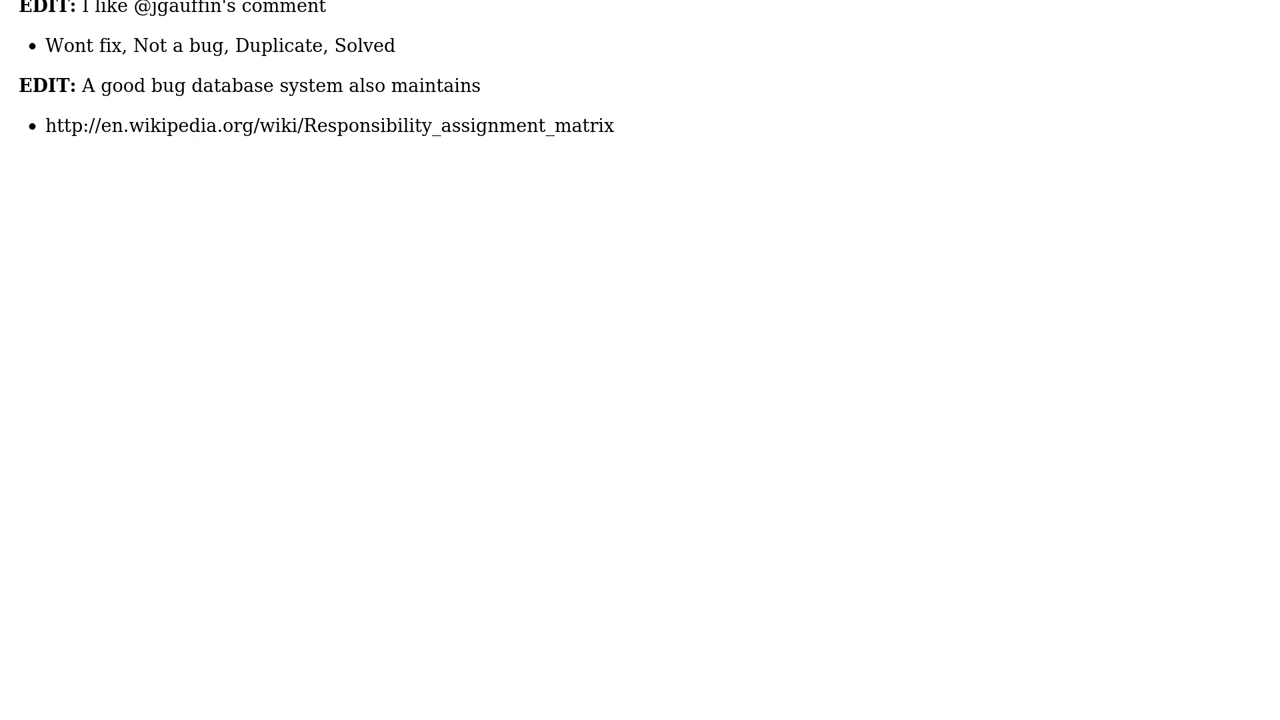 EDIT: I like @jgauffin's comment
• Wont fix, Not a bug, Duplicate, Solved
EDIT: A good bug database system also maintains
• http://en.wikipedia.org/wiki/Responsibility_assignment_matrix